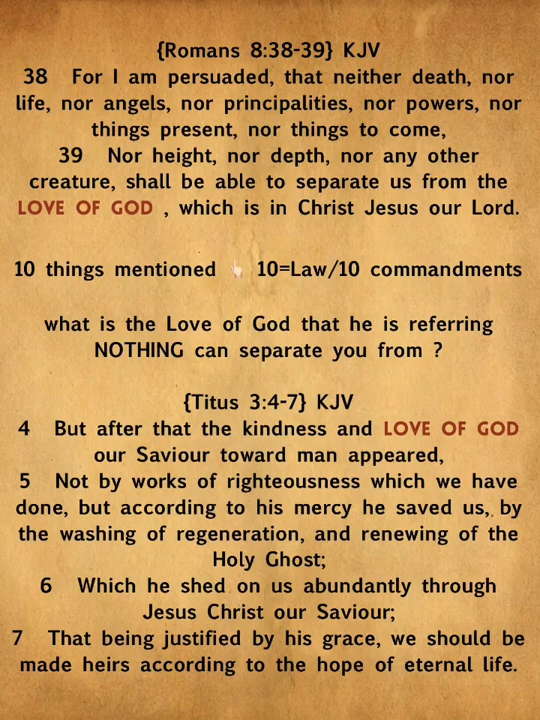 {Romans 8:38-39} KJV
38 For I am persuaded, that neither death, nor
life, nor angels, nor principalities, nor powers, nor
things present, nor things to come,
39 Nor height, nor depth, nor any other
creature, shall be able to separate us from the
LOVE OF GOD , which is in Christ Jesus our Lord.
10 things mentioned 10=Law/10 commandments
what is the Love of God that he is referring
NOTHING can separate you from ?
{Titus 3:4-7} KJV
4 But after that the kindness and LOVE OF GOD
our Saviour toward man appeared,
5 Not by works of righteousness which we have
done, but according to his mercy he saved us, by
the washing of regeneration, and renewing of the
Holy Ghost;
6 Which he shed on us abundantly through
Jesus Christ our Saviour;
7 That being justified by his grace, we should be
made heirs according to the hope of eternal life.